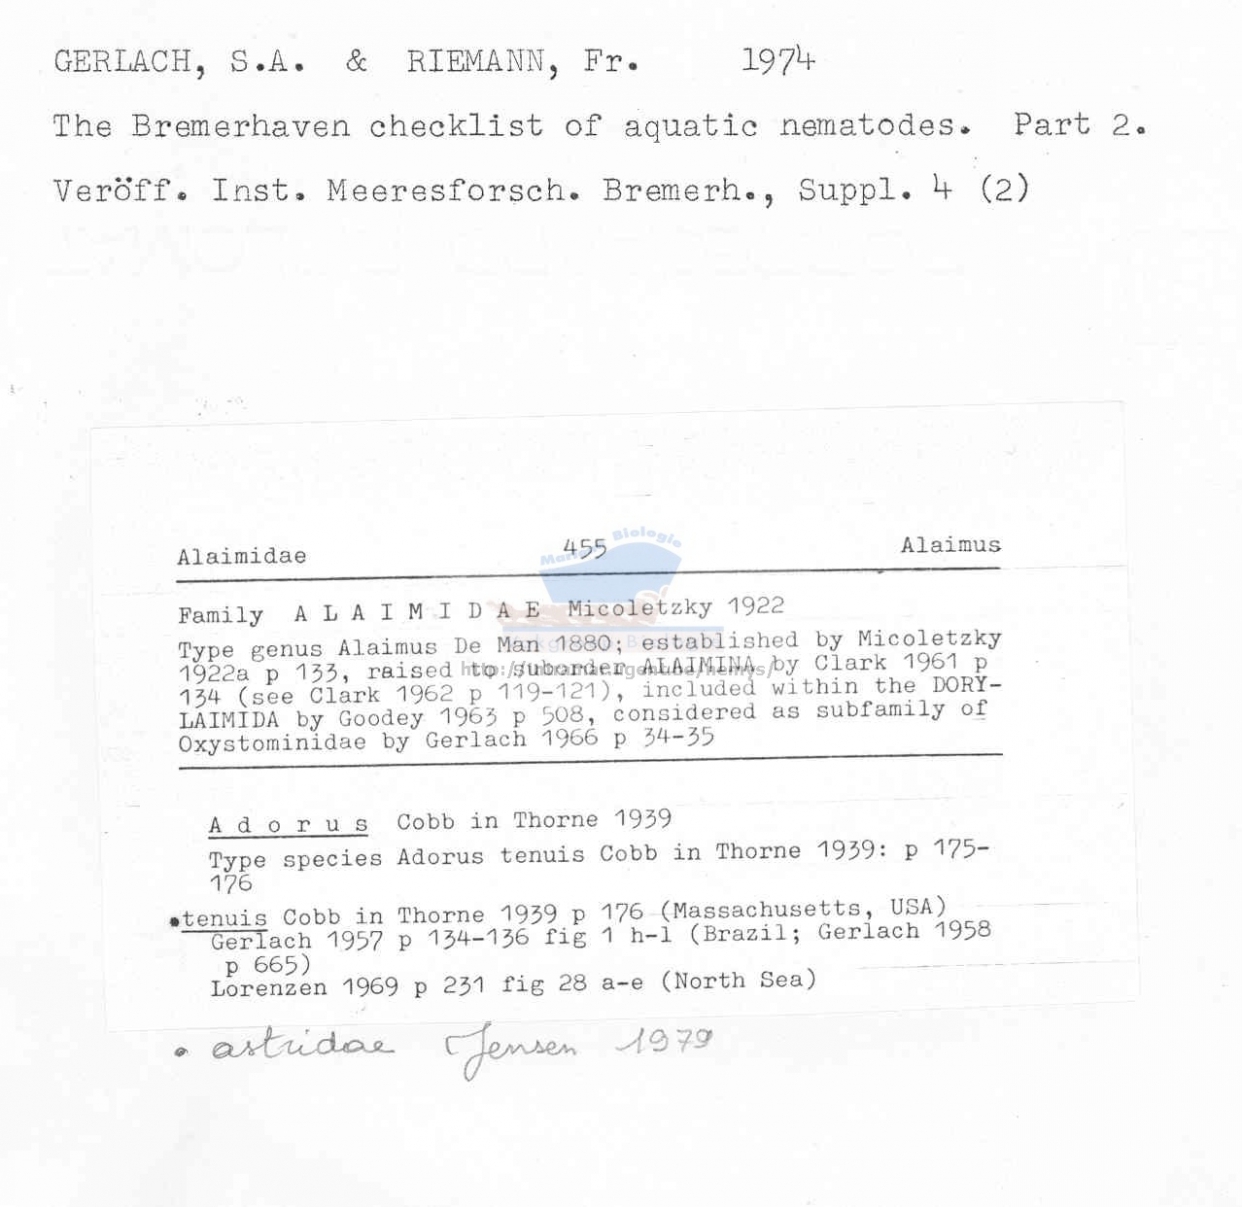 GERLACH, S.A. & RIEMANN, Fr. 1974
The Bremerhaven checklist of aquatic nematodes. Part 2.
Veröff. Inst. Meeresforsch. Bremerh., Suppl. 4 (2)
Alaimidae 455 Alaimus
Family A L A I M I D A E Micoletzky 1922
Type genus Alaimus De Man 1880; established by Micoletzky
1922a p 133, raised to suborder ALAIMINA by Clark 1961 p
134 (see Clark 1962 p 119-121), included within the DORY-
LAIMIDA by Goodey 1963 p 508, considered as subfamily of
Oxystominidae by Gerlach 1966 p 34-35
A d o r u s Cobb in Thorne 1939
Type species Adorus tenuis Cobb in Thorne 1939: p 175-
176
•tenuis Cobb in Thorne 1939 p 176 (Massachusetts, USA)
Gerlach 1957 p 134-136 fig 1 h-l (Brazil; Gerlach 1958
p 665)
Lorenzen 1969 p 231 fig 28 a-e (North Sea)
• astridae Jensen 1979